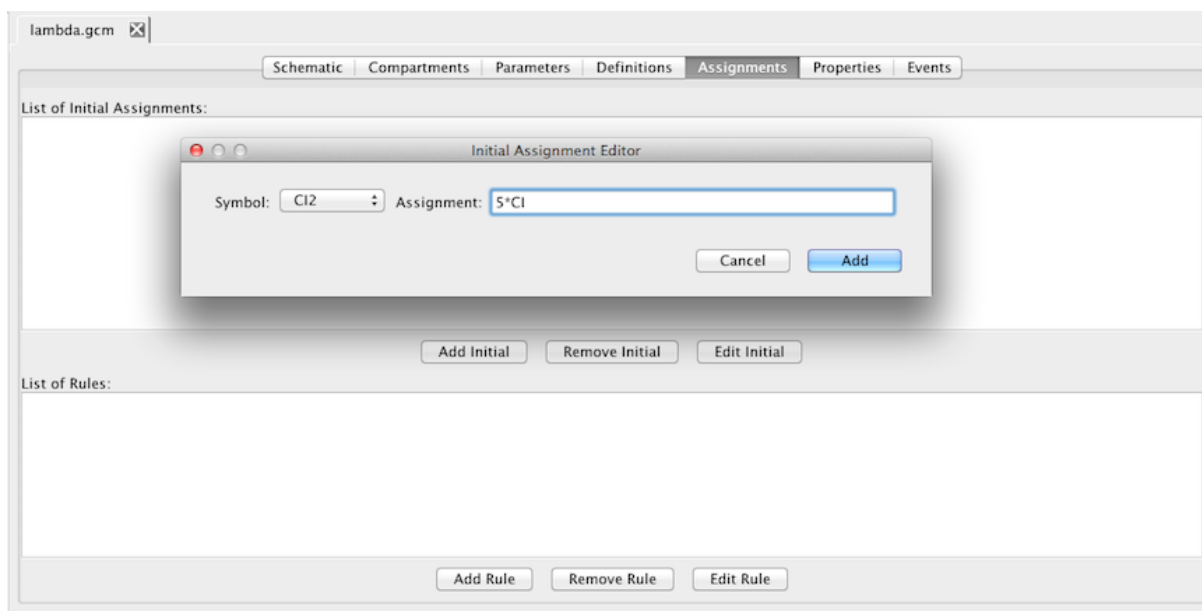 lambda.gcm
Schematic Compartments Parameters Definitions Assignments Properties Events
List of Initial Assignments:
Initial Assignment Editor
Symbol: CI2 Assignment: 5*CI
Cancel Add
Add Initial Remove Initial Edit Initial
List of Rules:
Add Rule Remove Rule Edit Rule